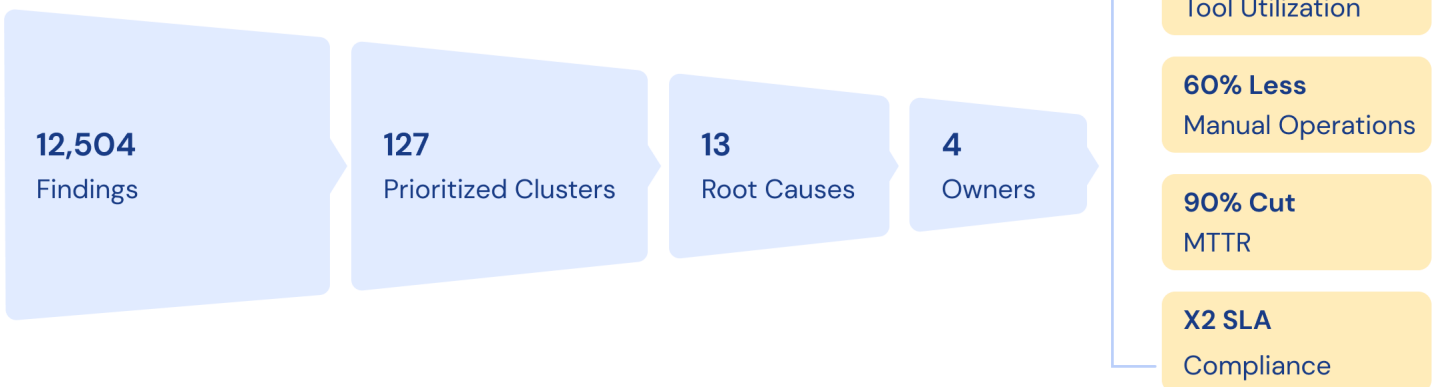 12,504
Findings
127
Prioritized Clusters
13
Root Causes
4
Owners
Tool Utilization
60% Less
Manual Operations
90% Cut
MTTR
X2 SLA
Compliance